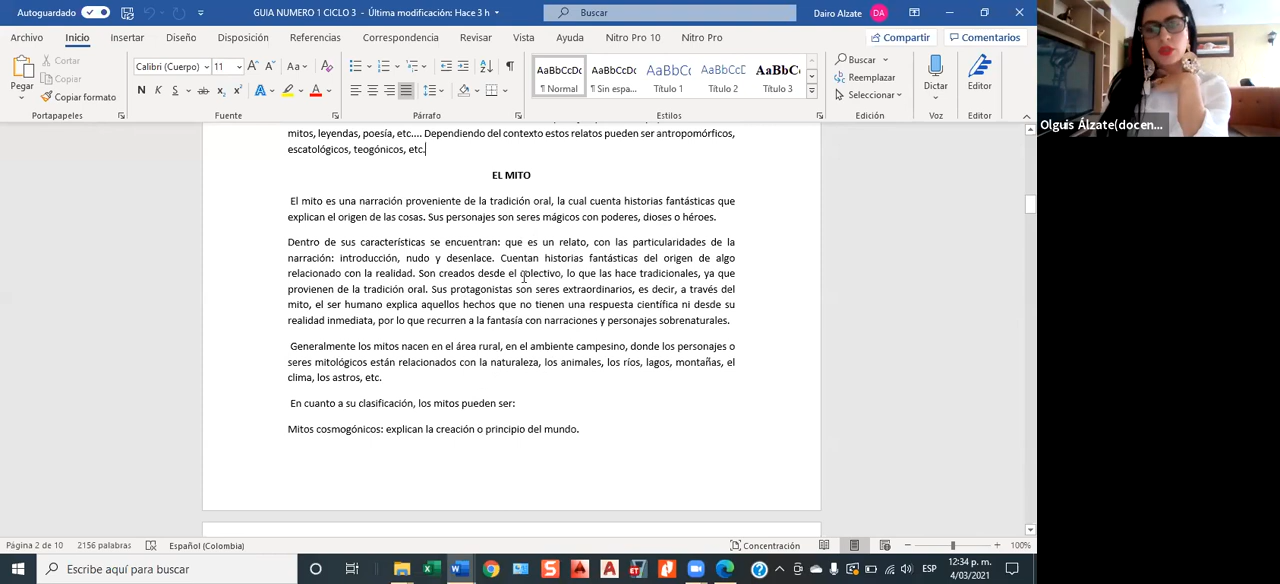 Autoguardado
GUIA NUMERO 1 CICLO 3 - Última modificación: Hace 3 h
Buscar
Dairo Alzate
DA
Archivo Inicio Insertar Diseño Disposición Referencias Correspondencia Revisar Vista Ayuda Nitro Pro 10 Nitro Pro
Compartir Comentarios
Pegar
Cortar
Copiar
Copiar formato
Portapapeles
Calibri (Cuerpo) 11
N K S ab x₂ x²
Fuente
Párrafo
AaBbCcDc AaBbCcDc AaBbCc AaBbCcD AaBbC
¶ Normal ¶ Sin espa... Título 1 Título 2 Título 3
Estilos
Buscar
Reemplazar
Seleccionar
Edición
Dictar
Voz
Editor
Editor
Olguis Álzate(docen...
mitos, leyendas, poesía, etc.... Dependiendo del contexto estos relatos pueden ser antropomórficos,
escatológicos, teogónicos, etc.
EL MITO
El mito es una narración proveniente de la tradición oral, la cual cuenta historias fantásticas que
explican el origen de las cosas. Sus personajes son seres mágicos con poderes, dioses o héroes.
Dentro de sus características se encuentran: que es un relato, con las particularidades de la
narración: introducción, nudo y desenlace. Cuentan historias fantásticas del origen de algo
relacionado con la realidad. Son creados desde el colectivo, lo que las hace tradicionales, ya que
provienen de la tradición oral. Sus protagonistas son seres extraordinarios, es decir, a través del
mito, el ser humano explica aquellos hechos que no tienen una respuesta científica ni desde su
realidad inmediata, por lo que recurren a la fantasía con narraciones y personajes sobrenaturales.
Generalmente los mitos nacen en el área rural, en el ambiente campesino, donde los personajes o
seres mitológicos están relacionados con la naturaleza, los animales, los ríos, lagos, montañas, el
clima, los astros, etc.
En cuanto a su clasificación, los mitos pueden ser:
Mitos cosmogónicos: explican la creación o principio del mundo.
Página 2 de 10 2156 palabras Español (Colombia)
Concentración
100%
Escribe aquí para buscar
ESP
12:34 p. m.
4/03/2021